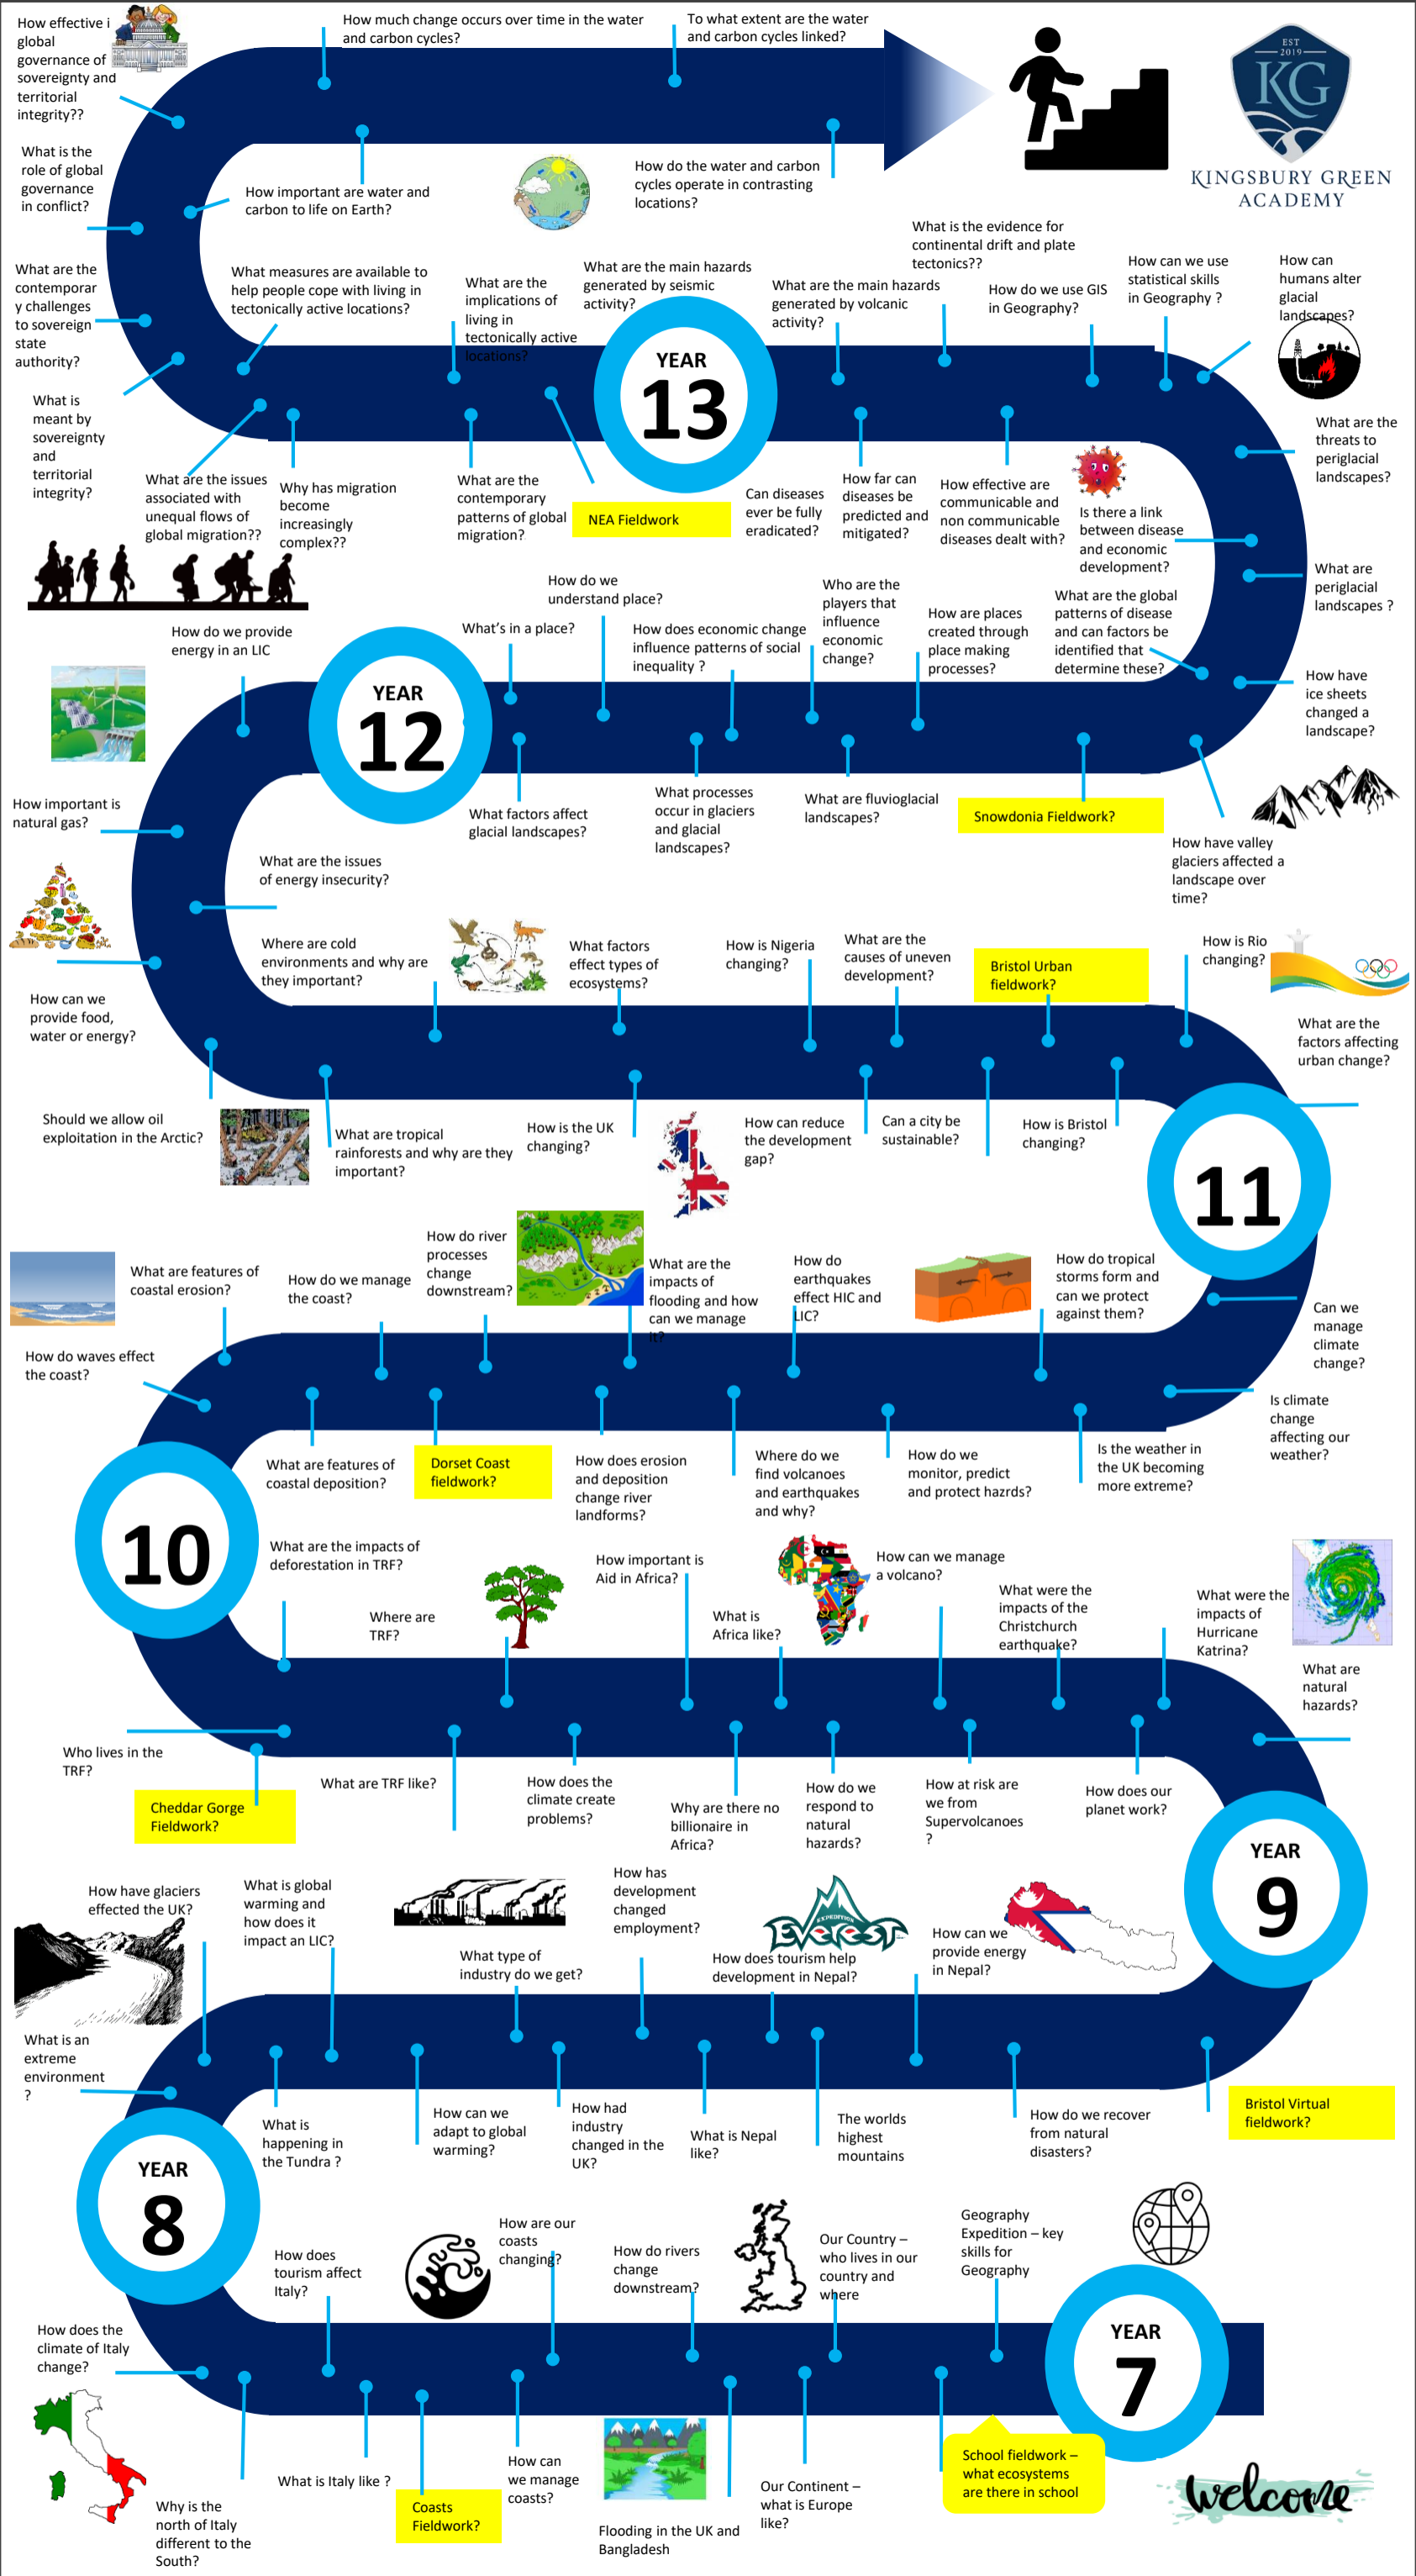 How effective i
global
governance of
sovereignty and
territorial
integrity??
How much change occurs over time in the water
and carbon cycles?
To what extent are the water
and carbon cycles linked?
EST
2019
KG
KINGSBURY GREEN
ACADEMY
What is the
role of global
governance
in conflict?
How important are water and
carbon to life on Earth?
How do the water and carbon
cycles operate in contrasting
locations?
What are the
contemporar
y challenges
to sovereign
state
authority?
What measures are available to
help people cope with living in
tectonically active locations?
What are the
implications of
living in
tectonically active
locations?
What are the main hazards
generated by seismic
activity?
What are the main hazards
generated by volcanic
activity?
What is the evidence for
continental drift and plate
tectonics??
How do we use GIS
in Geography?
How can we use
statistical skills
in Geography ?
How can
humans alter
glacial
landscapes?
YEAR
13
What is
meant by
sovereignty
and
territorial
integrity?
What are the issues
associated with
unequal flows of
global migration??
Why has migration
become
increasingly
complex??
What are the
contemporary
patterns of global
migration?
NEA Fieldwork
Can diseases
ever be fully
eradicated?
How far can
diseases be
predicted and
mitigated?
How effective are
communicable and
non communicable
diseases dealt with?
Is there a link
between disease
and economic
development?
What are the
threats to
periglacial
landscapes?
What are
periglacial
landscapes ?
How do we provide
energy in an LIC
YEAR
12
What's in a place?
How do we
understand place?
How does economic change
influence patterns of social
inequality ?
Who are the
players that
influence
economic
change?
How are places
created through
place making
processes?
What are the global
patterns of disease
and can factors be
identified that
determine these?
How have
ice sheets
changed a
landscape?
How important is
natural gas?
What factors affect
glacial landscapes?
What processes
occur in glaciers
and glacial
landscapes?
What are fluvioglacial
landscapes?
Snowdonia Fieldwork?
How have valley
glaciers affected a
landscape over
time?
What are the issues
of energy insecurity?
How can we
provide food,
water or energy?
Where are cold
environments and why are
they important?
What factors
effect types of
ecosystems?
How is Nigeria
changing?
What are the
causes of uneven
development?
Bristol Urban
fieldwork?
How is Rio
changing?
What are the
factors affecting
urban change?
Should we allow oil
exploitation in the Arctic?
What are tropical
rainforests and why are they
important?
How is the UK
changing?
How can reduce
the development
gap?
Can a city be
sustainable?
How is Bristol
changing?
11
What are features of
coastal erosion?
How do we manage
the coast?
How do river
processes
change
downstream?
What are the
impacts of
flooding and how
can we manage
it?
How do
earthquakes
effect HIC and
LIC?
How do tropical
storms form and
can we protect
against them?
Can we
manage
climate
change?
How do waves effect
the coast?
What are features of
coastal deposition?
Dorset Coast
fieldwork?
How does erosion
and deposition
change river
landforms?
Where do we
find volcanoes
and earthquakes
and why?
How do we
monitor, predict
and protect hazrds?
Is the weather in
the UK becoming
more extreme?
Is climate
change
affecting our
weather?
10
What are the impacts of
deforestation in TRF?
Where are
TRF?
How important is
Aid in Africa?
What is
Africa like?
How can we manage
a volcano?
What were the
impacts of the
Christchurch
earthquake?
What were the
impacts of
Hurricane
Katrina?
What are
natural
hazards?
Who lives in the
TRF?
Cheddar Gorge
Fieldwork?
What are TRF like?
How does the
climate create
problems?
Why are there no
billionaire in
Africa?
How do we
respond to
natural
hazards?
How at risk are
we from
Supervolcanoes
?
How does our
planet work?
YEAR
9
How have glaciers
effected the UK?
What is global
warming and
how does it
impact an LIC?
What type of
industry do we get?
How has
development
changed
employment?
EXPEDITION
EVEREST
How does tourism help
development in Nepal?
How can we
provide energy
in Nepal?
What is an
extreme
environment
?
What is
happening in
the Tundra ?
How can we
adapt to global
warming?
How had
industry
changed in the
UK?
What is Nepal
like?
The worlds
highest
mountains
How do we recover
from natural
disasters?
Bristol Virtual
fieldwork?
YEAR
8
How does
tourism affect
Italy?
How are our
coasts
changing?
How do rivers
change
downstream?
Our Country –
who lives in our
country and
where
Geography
Expedition – key
skills for
Geography
YEAR
7
How does the
climate of Italy
change?
Why is the
north of Italy
different to the
South?
What is Italy like ?
Coasts
Fieldwork?
How can
we manage
coasts?
Flooding in the UK and
Bangladesh
Our Continent –
what is Europe
like?
School fieldwork –
what ecosystems
are there in school
welcome